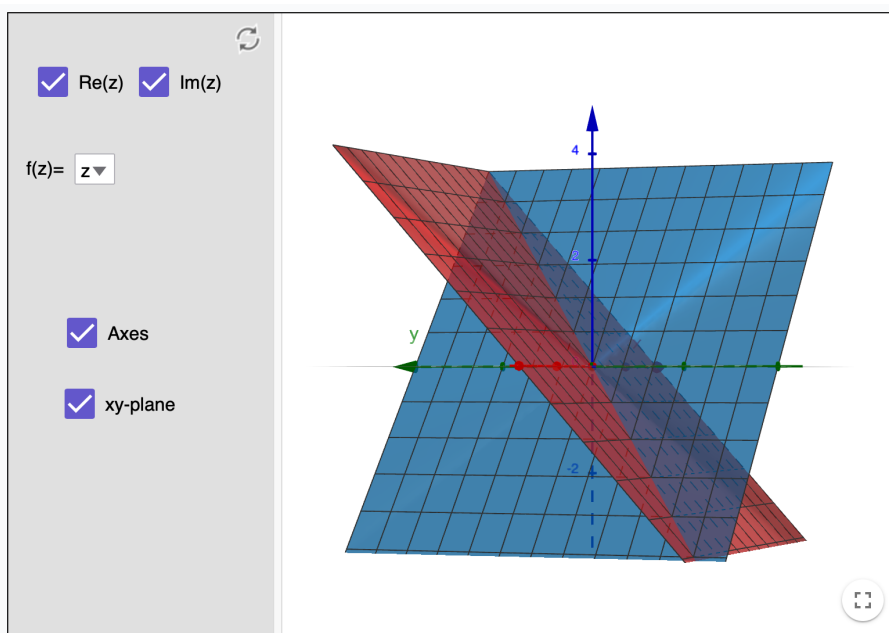 Re(z) Im(z)
f(z)= z
Axes
xy-plane
4
2
y
-2